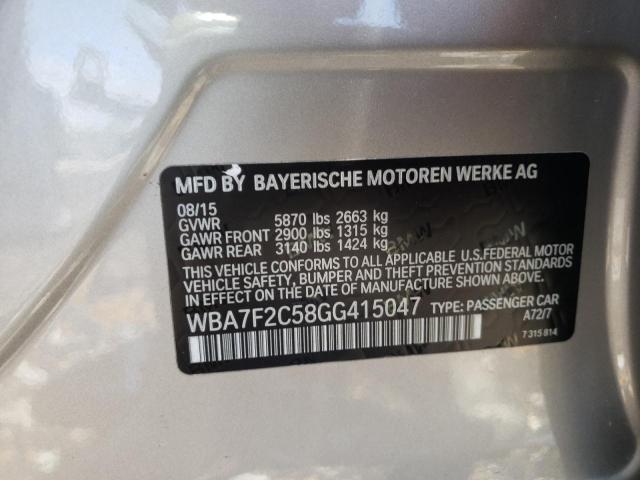 MFD BY BAYERISCHE MOTOREN WERKE AG
08/15
GVWR 5870 lbs 2663 kg
GAWR FRONT 2900 lbs 1315 kg
GAWR REAR 3140 lbs 1424 kg
THIS VEHICLE CONFORMS TO ALL APPLICABLE U.S.FEDERAL MOTOR
VEHICLE SAFETY, BUMPER AND THEFT PREVENTION STANDARDS
IN EFFECT ON THE DATE OF MANUFACTURE SHOWN ABOVE.
WBA7F2C58GG415047 TYPE: PASSENGER CAR
A72/7
7 315 814